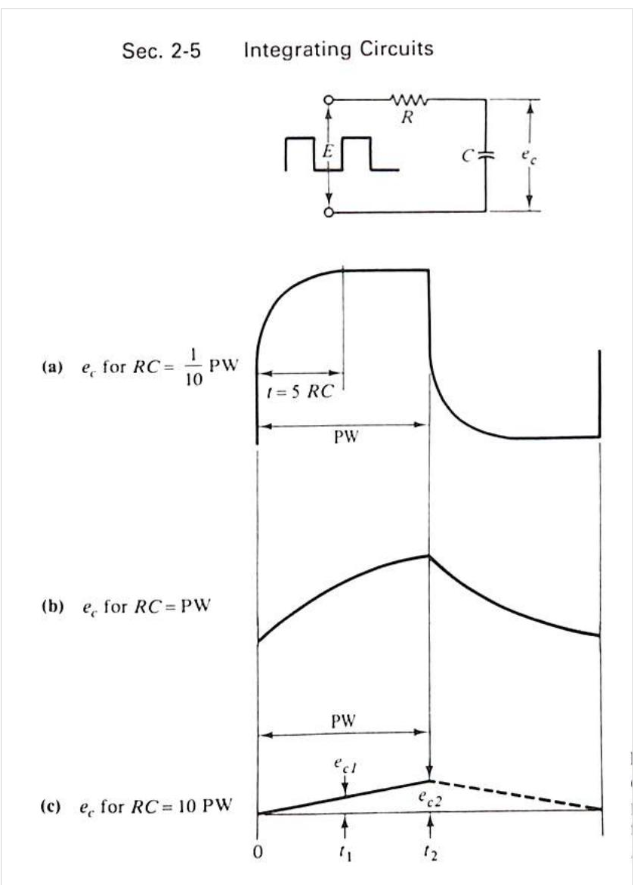 Sec. 2-5 Integrating Circuits
R
E
C
e_c
(a) e_c for RC = 1/10 PW
t = 5 RC
PW
(b) e_c for RC = PW
PW
e_c1
e_c2
(c) e_c for RC = 10 PW
0
t_1
t_2